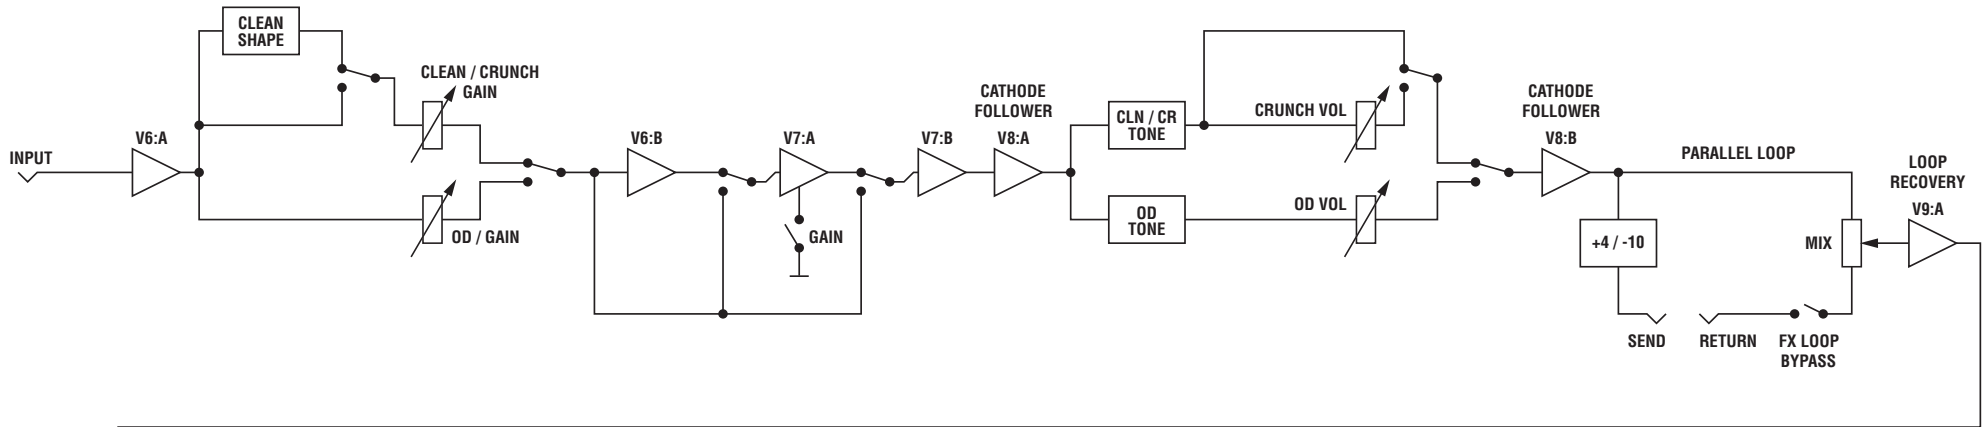 INPUT
V6:A
CLEAN
SHAPE
CLEAN / CRUNCH
GAIN
OD / GAIN
V6:B
V7:A
GAIN
V7:B
CATHODE
FOLLOWER
V8:A
CLN / CR
TONE
OD
TONE
CRUNCH VOL
OD VOL
CATHODE
FOLLOWER
V8:B
PARALLEL LOOP
+4 / -10
SEND
RETURN
FX LOOP
BYPASS
MIX
LOOP
RECOVERY
V9:A